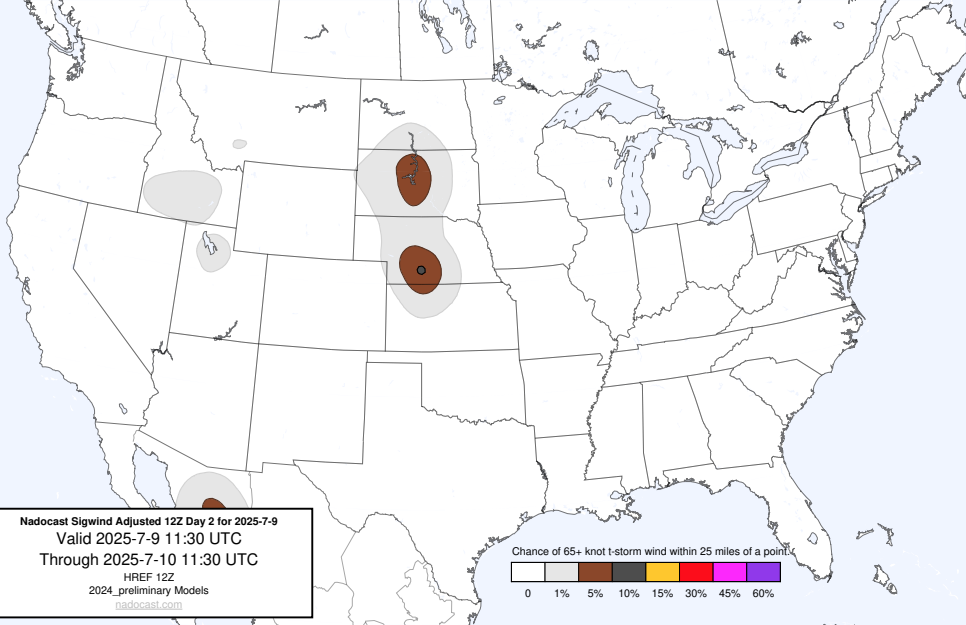 Nadocast Sigwind Adjusted 12Z Day 2 for 2025-7-9
Valid 2025-7-9 11:30 UTC
Through 2025-7-10 11:30 UTC
HREF 12Z
2024_preliminary Models
nadocast.com
Chance of 65+ knot t-storm wind within 25 miles of a point.
0 1% 5% 10% 15% 30% 45% 60%